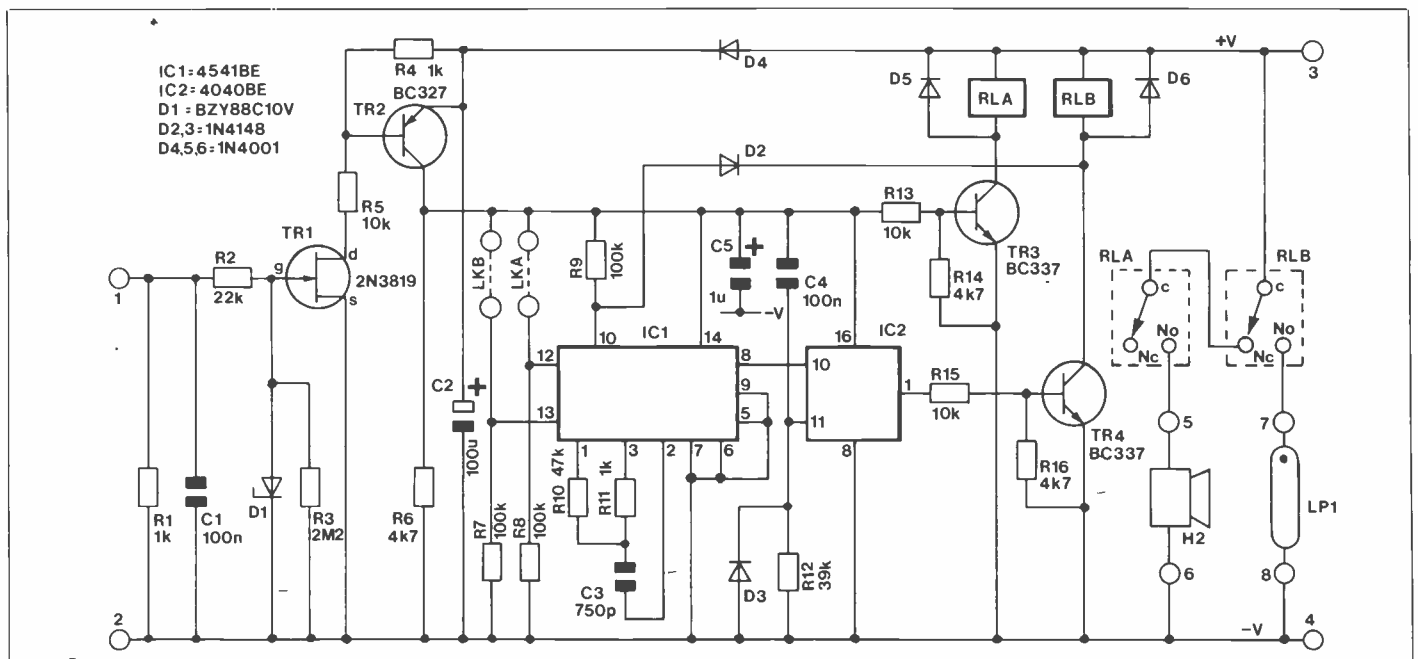 IC1=4541BE
IC2=4040BE
D1=BZY88C10V
D2,3=1N4148
D4,5,6=1N4001
R4 1k
BC327
TR2
D4
D5
RLA
RLB
D6
+V
3
D2
R5
10k
TR1
d
g
s
2N3819
R2
22k
1
LKB
LKA
R9
100k
C5
+
1u
-V
C4
100n
R13
10k
TR3
BC337
R14
4k7
RLA
c
Nc
No
RLB
c
Nc
No
IC1
10
14
12
13
8
9
5
1
3
2
7
6
IC2
16
10
11
1
8
R15
10k
TR4
BC337
R16
4k7
5
7
C2
+
100u
R10
47k
R11
1k
C3
750p
R1
1k
C1
100n
D1
R3
2M2
R6
4k7
R7
100k
R8
100k
D3
R12
39k
H2
LP1
6
8
2
-V
4